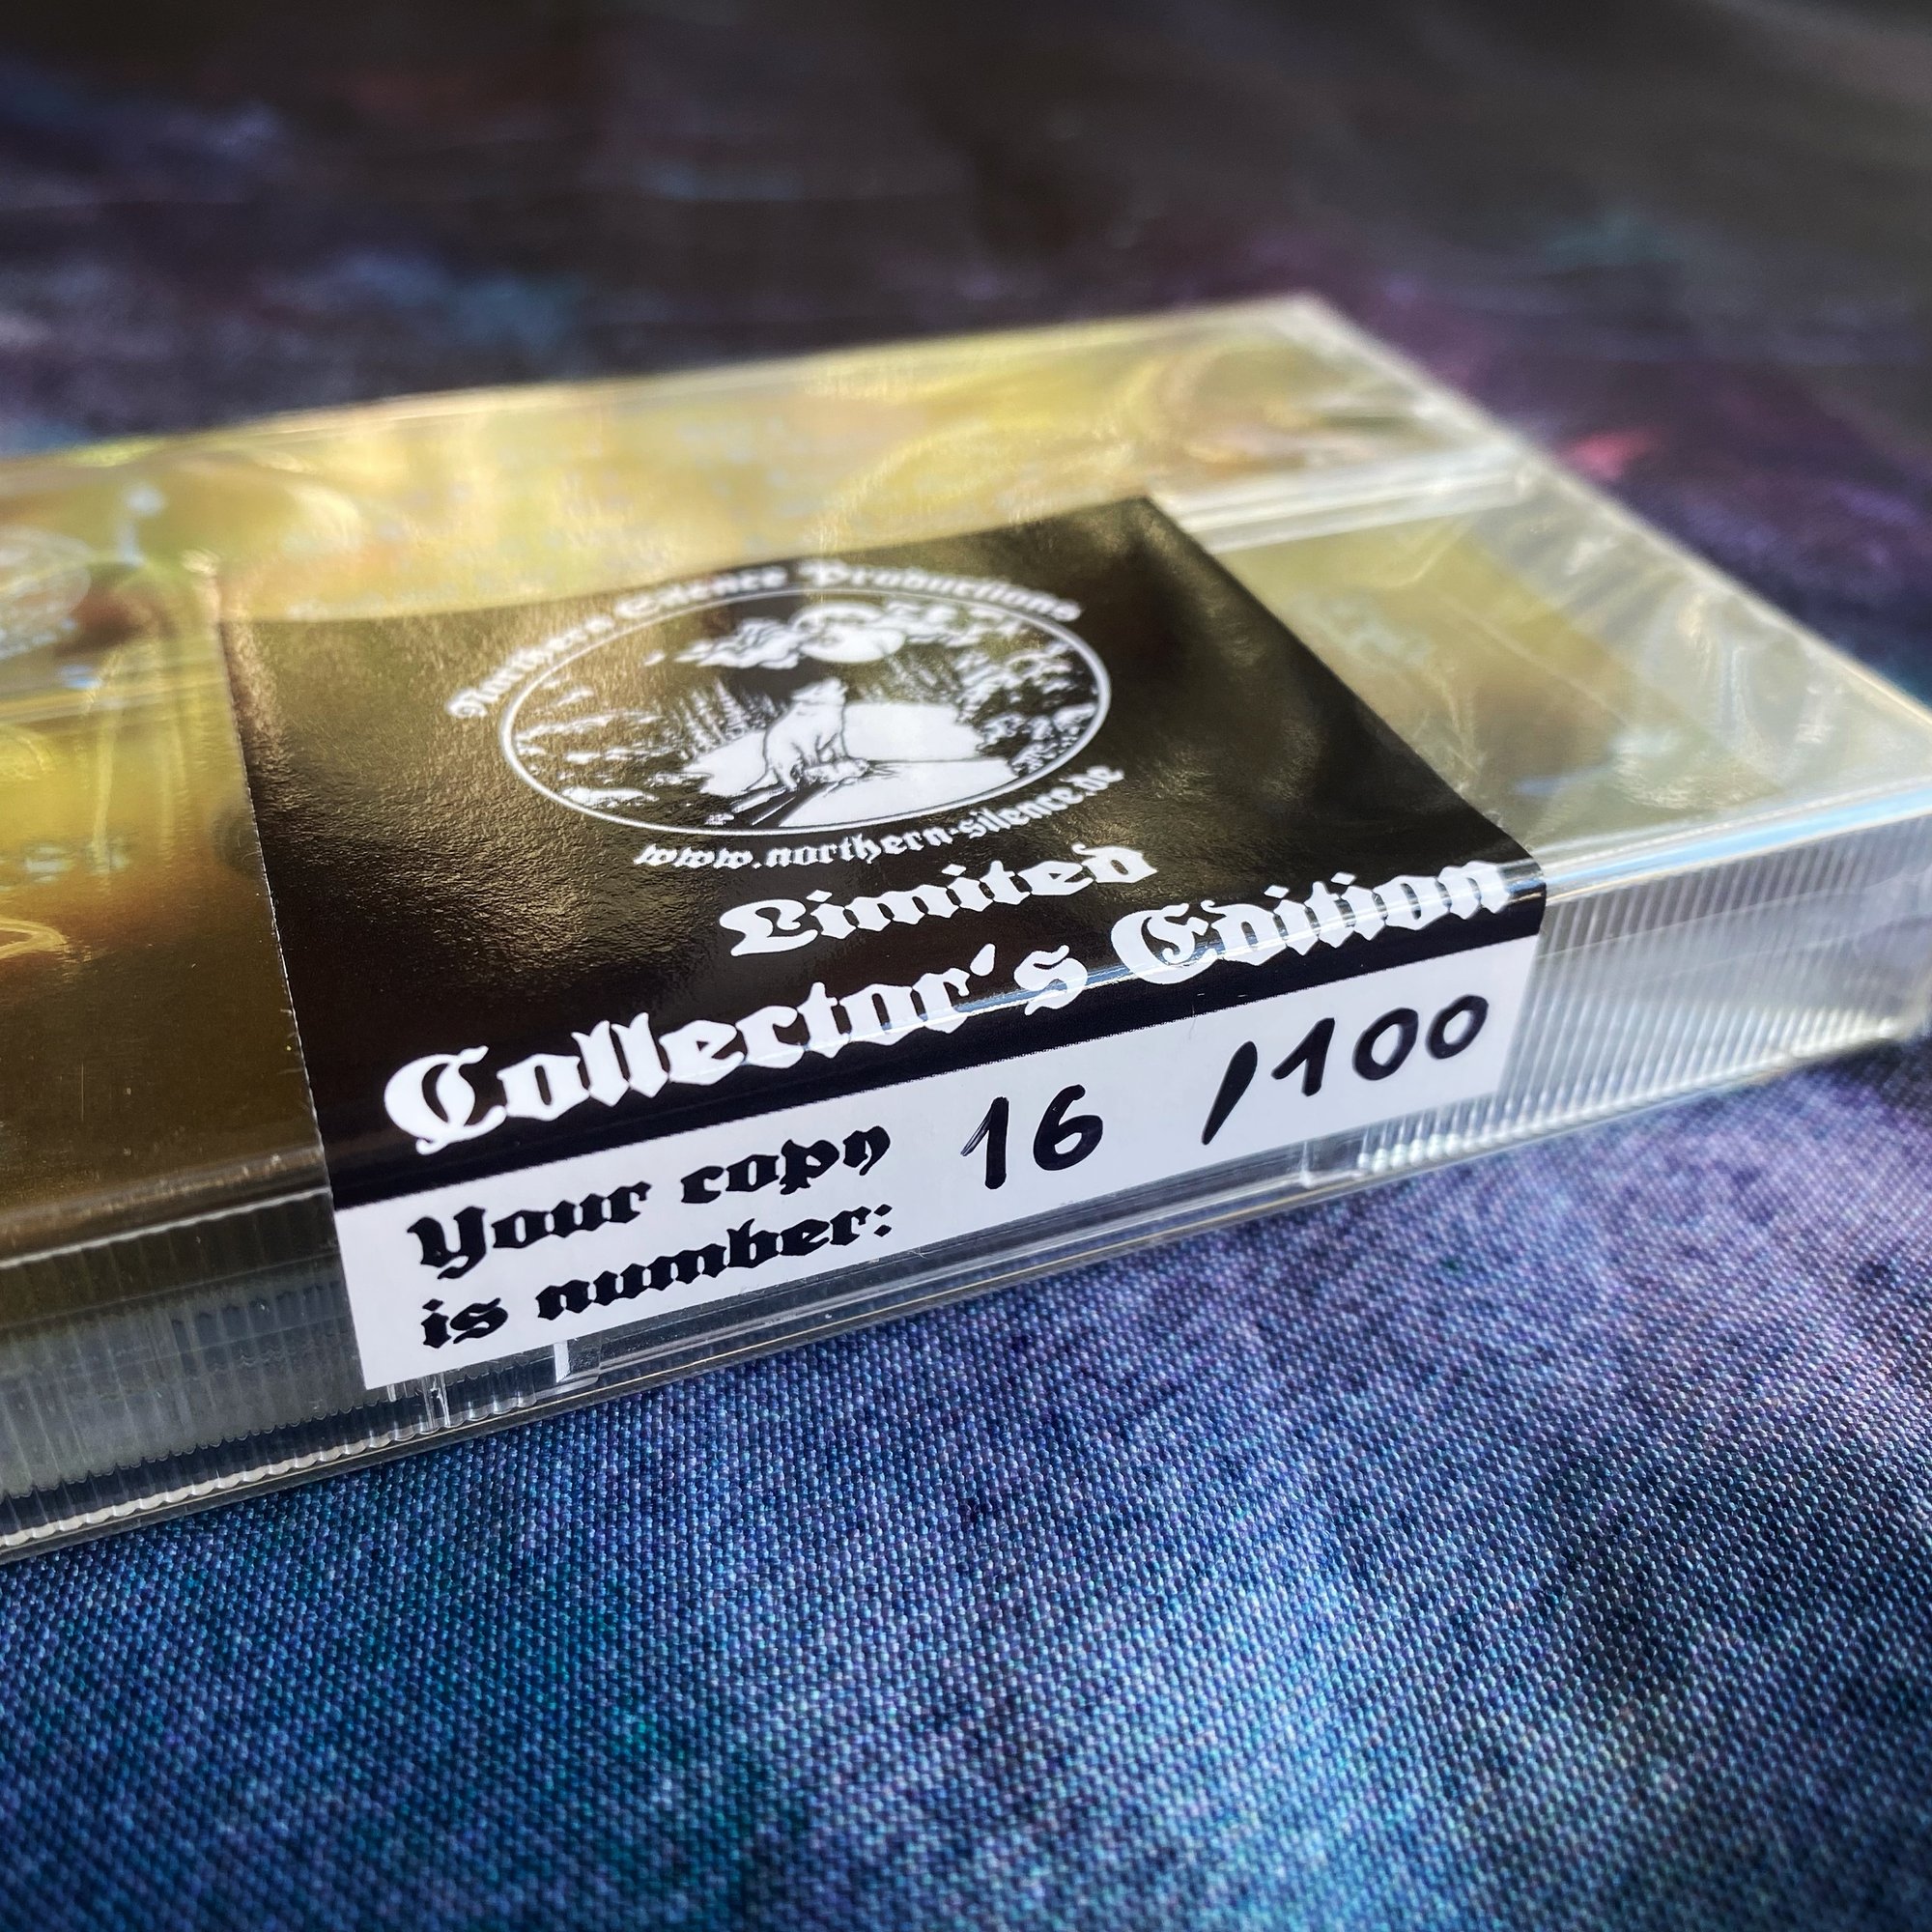 Northern Silence Productions
www.northern-silence.de
Limited
Collector's Edition
Your copy
is number:
16 /100